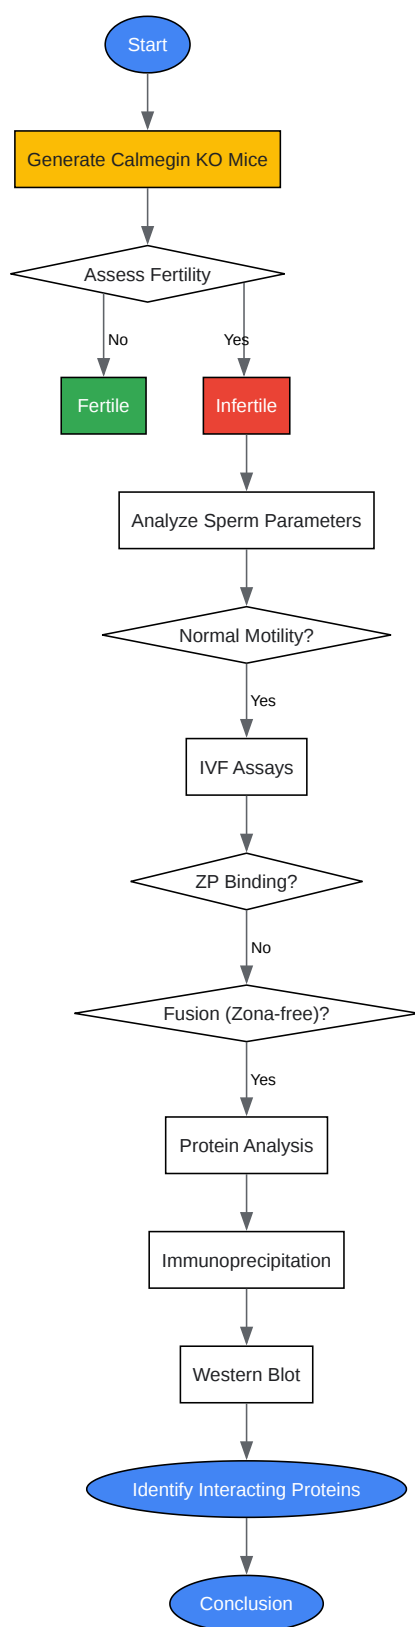 Start
Generate Calmegin KO Mice
Assess Fertility
No
Yes
Fertile
Infertile
Analyze Sperm Parameters
Normal Motility?
Yes
IVF Assays
ZP Binding?
No
Fusion (Zona-free)?
Yes
Protein Analysis
Immunoprecipitation
Western Blot
Identify Interacting Proteins
Conclusion